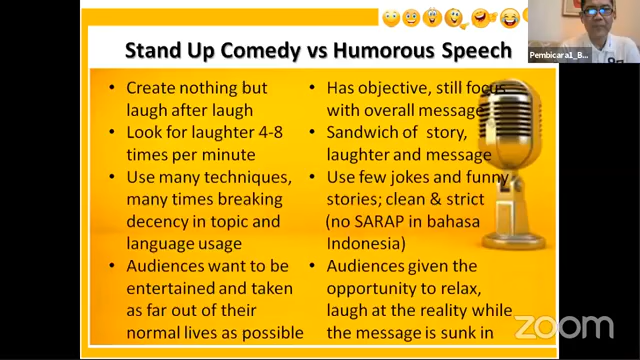 Stand Up Comedy vs Humorous Speech
• Create nothing but
laugh after laugh
• Look for laughter 4-8
times per minute
• Use many techniques,
many times breaking
decency in topic and
language usage
• Audiences want to be
entertained and taken
as far out of their
normal lives as possible
• Has objective, still focus
with overall message
• Sandwich of story,
laughter and message
• Use few jokes and funny
stories; clean & strict
(no SARAP in bahasa
Indonesia)
• Audiences given the
opportunity to relax,
laugh at the reality while
the message is sunk in
Pembicara1_B...
zoom